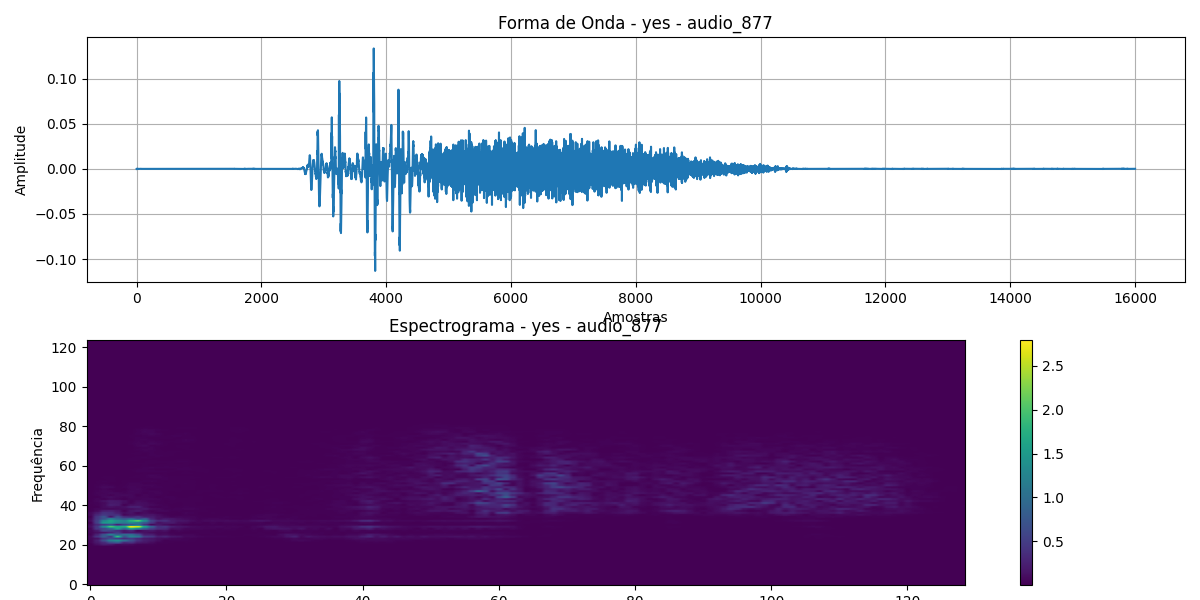 Forma de Onda - yes - audio_877
Amplitude
0.10
0.05
0.00
−0.05
−0.10
0 2000 4000 6000 8000 10000 12000 14000 16000
Amostras
Espectrograma - yes - audio_877
Frequência
120
100
80
60
40
20
0
0 20 40 60 80 100 120
2.5
2.0
1.5
1.0
0.5